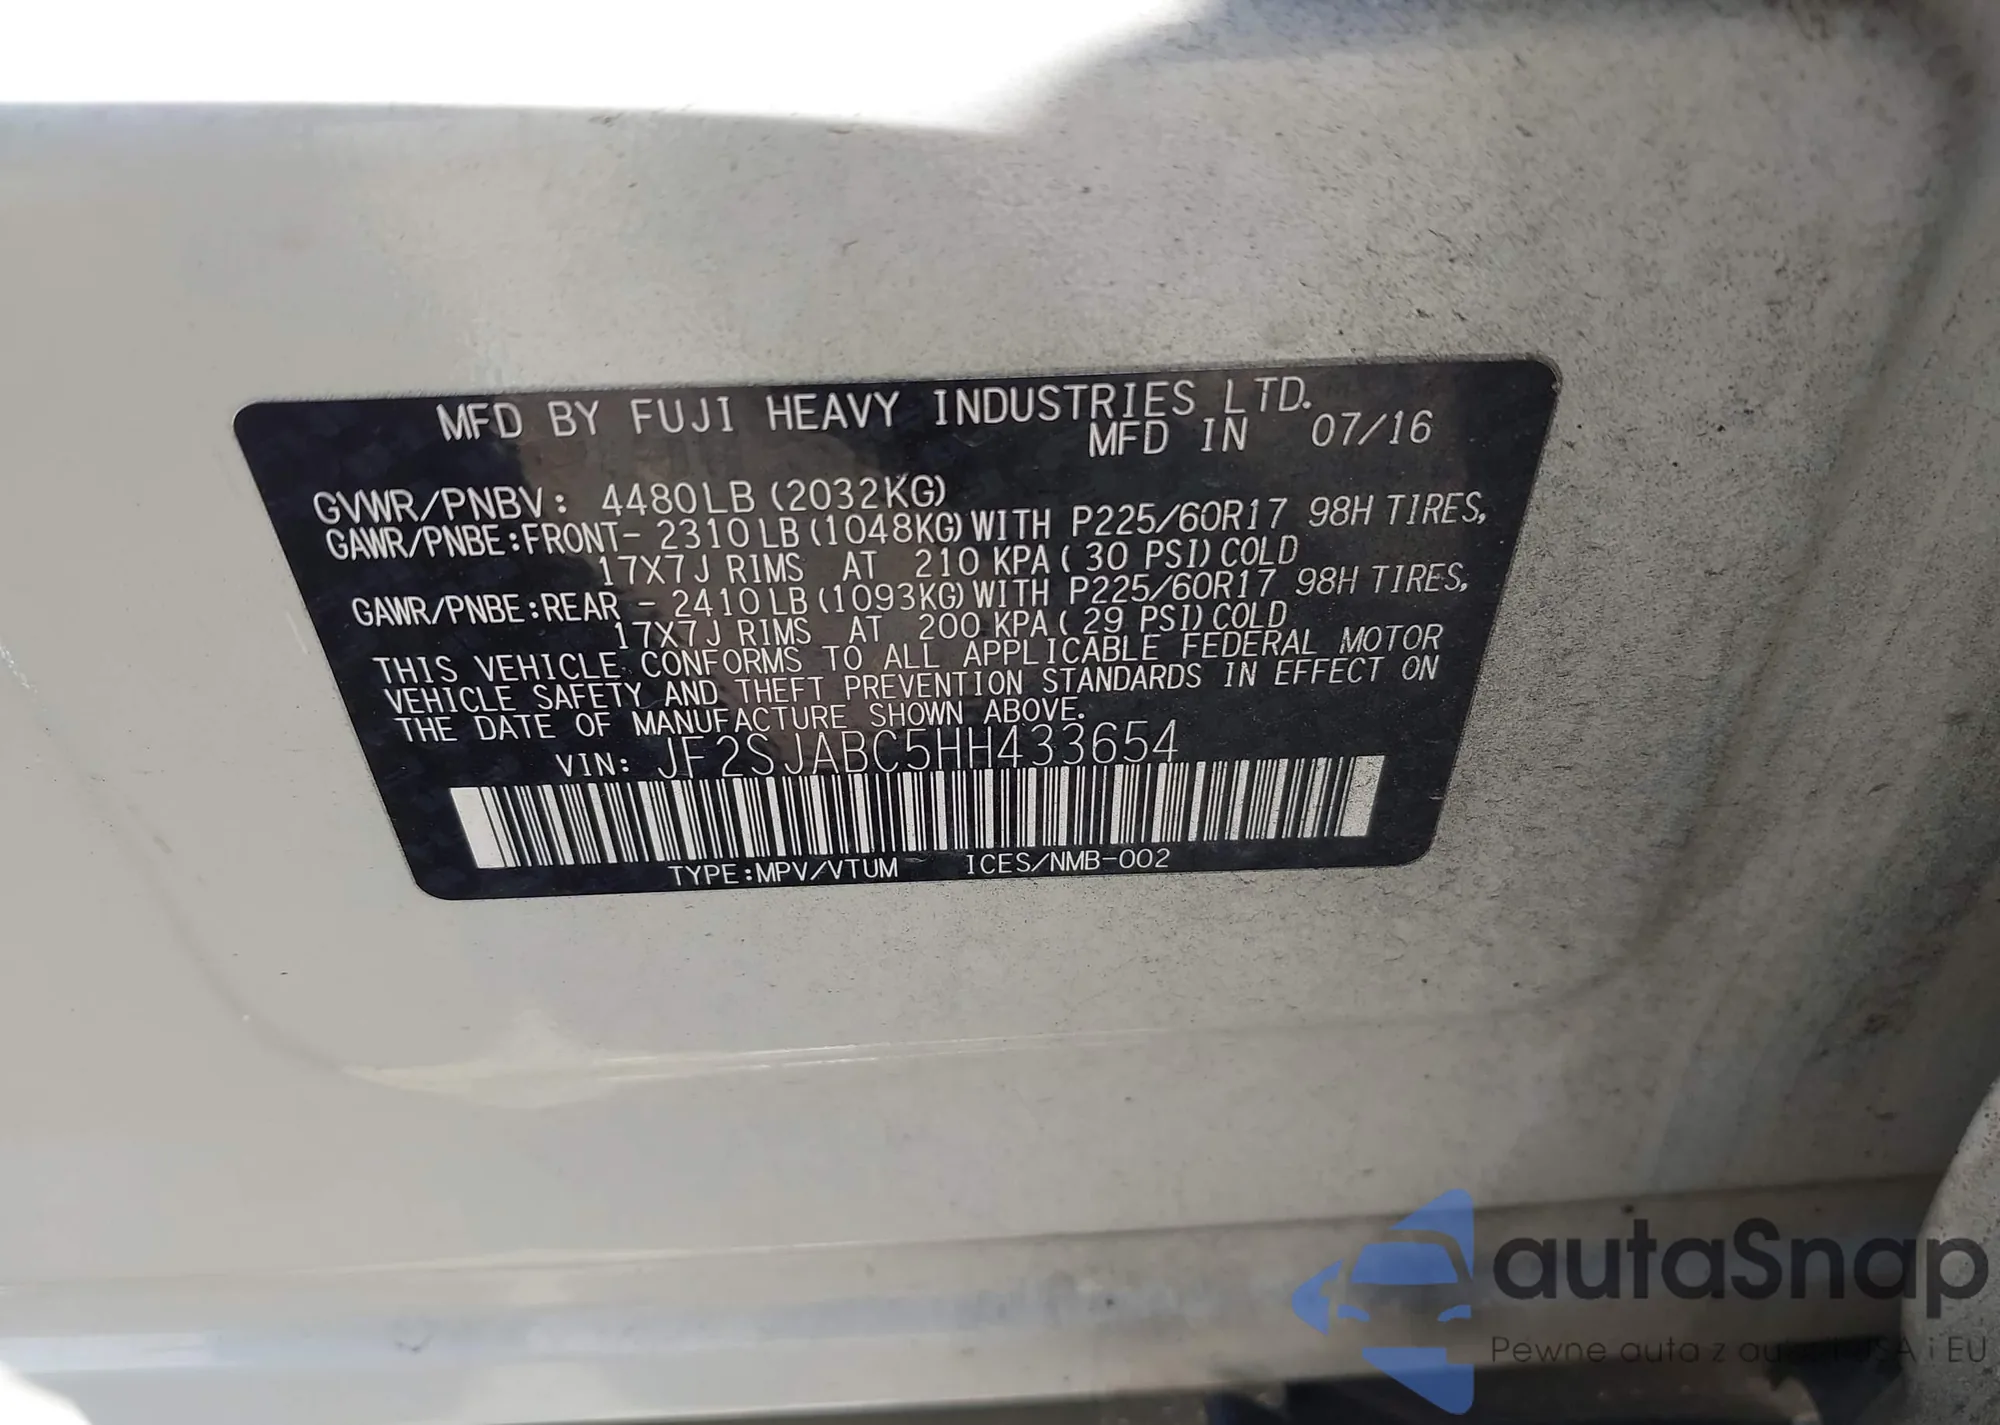 MFD BY FUJI HEAVY INDUSTRIES LTD.
MFD IN 07/16
GVWR/PNBV: 4480LB (2032KG)
GAWR/PNBE:FRONT- 2310LB (1048KG) WITH P225/60R17 98H TIRES,
17X7J RIMS AT 210 KPA ( 30 PSI) COLD
GAWR/PNBE:REAR - 2410LB (1093KG) WITH P225/60R17 98H TIRES,
17X7J RIMS AT 200 KPA ( 29 PSI) COLD
THIS VEHICLE CONFORMS TO ALL APPLICABLE FEDERAL MOTOR
VEHICLE SAFETY AND THEFT PREVENTION STANDARDS IN EFFECT ON
THE DATE OF MANUFACTURE SHOWN ABOVE.
VIN: JF2SJABC5HH433654
TYPE:MPV/VTUM ICES/NMB-002
autaSnap
Pewne auta z i EU